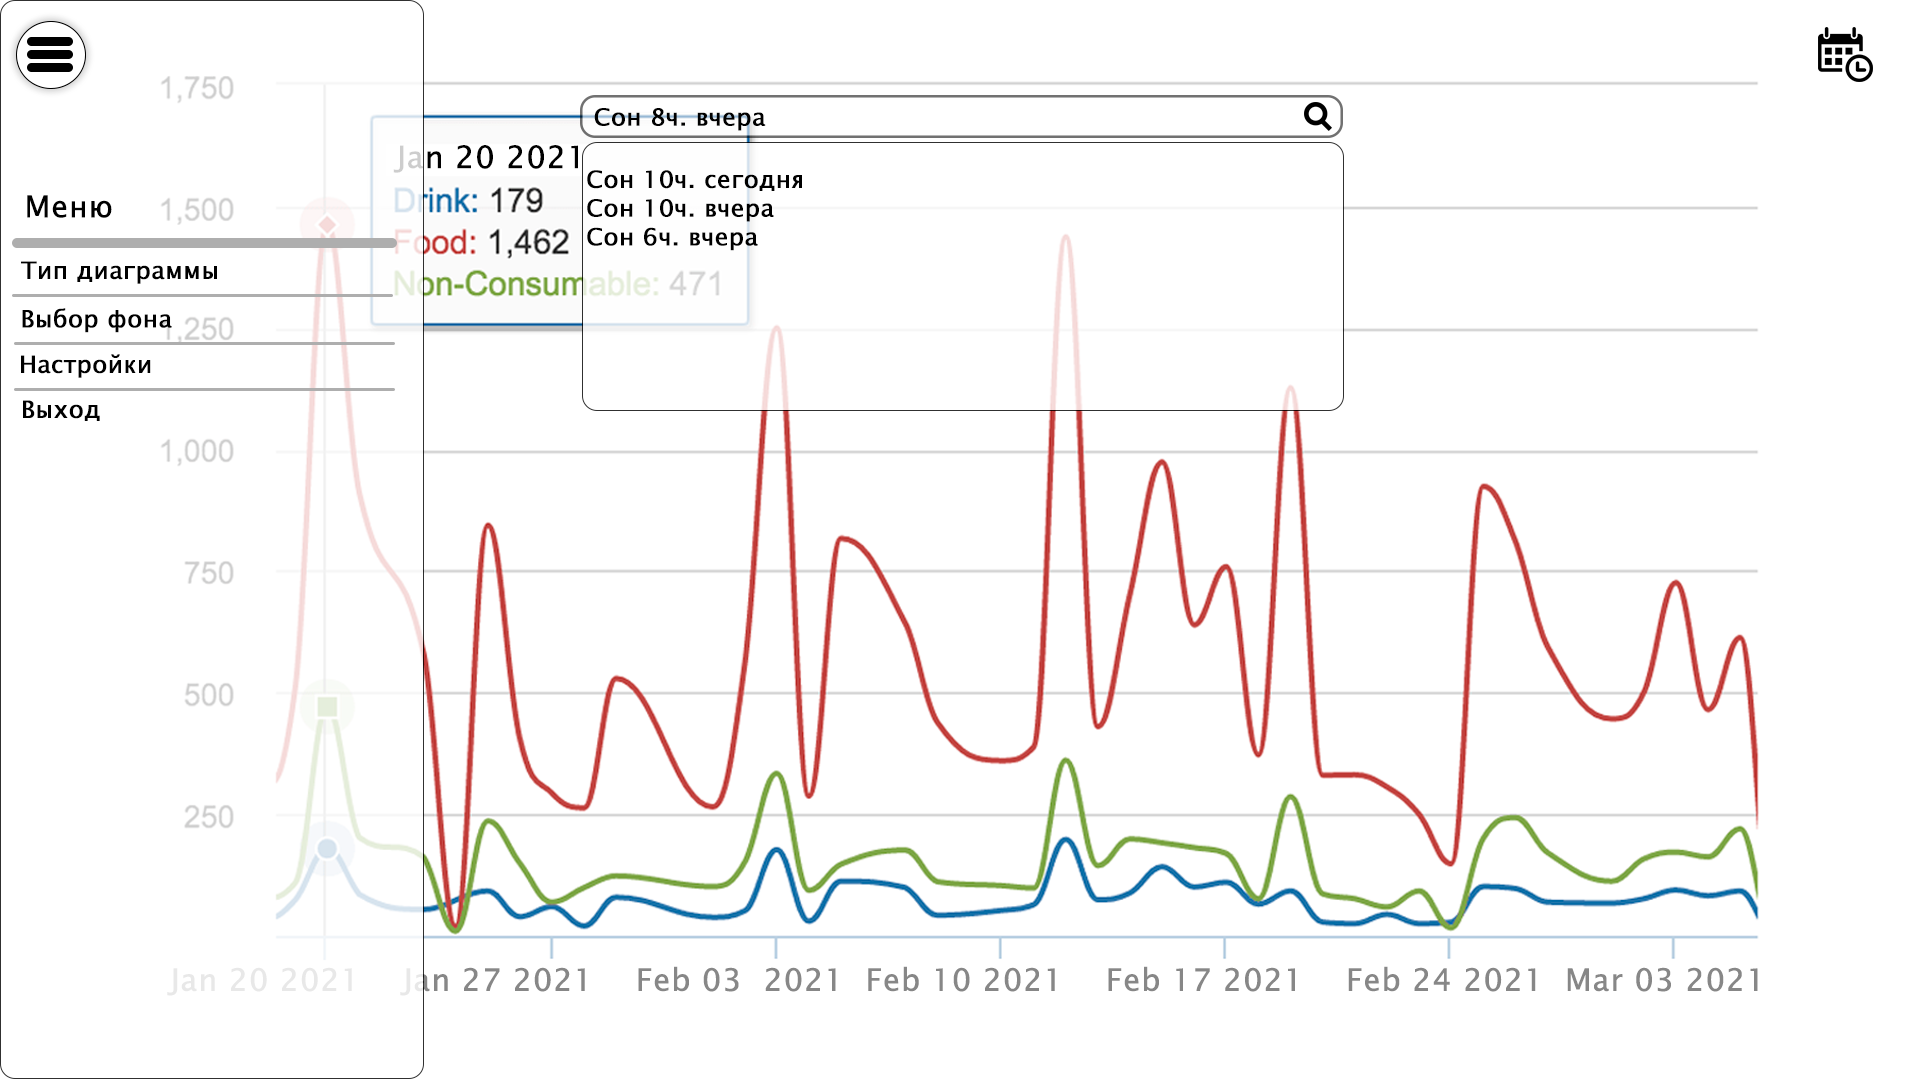 Меню
Тип диаграммы
Выбор фона
Настройки
Выход
Сон 8ч. вчера
Сон 10ч. сегодня
Сон 10ч. вчера
Сон 6ч. вчера
Jan 20 2021
Drink: 179
Food: 1,462
Non-Consumable: 471
1,750
1,500
1,250
1,000
750
500
250
Jan 20 2021 Jan 27 2021 Feb 03 2021 Feb 10 2021 Feb 17 2021 Feb 24 2021 Mar 03 2021